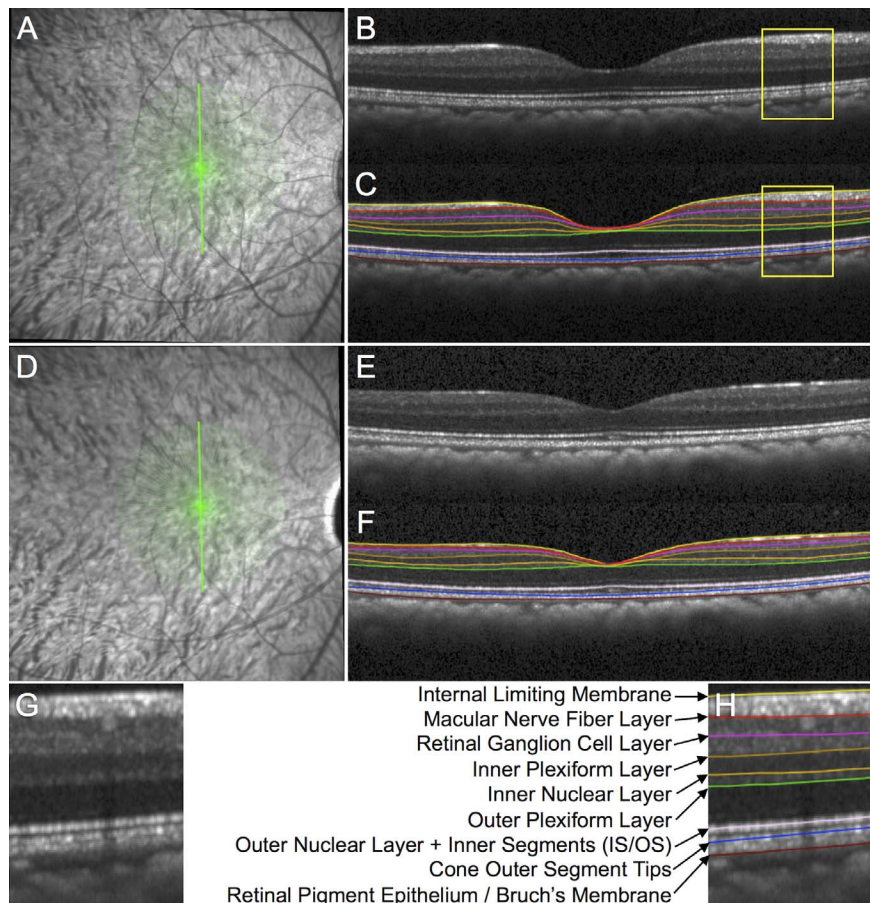 A
B
C
D
E
F
G
H
Internal Limiting Membrane
Macular Nerve Fiber Layer
Retinal Ganglion Cell Layer
Inner Plexiform Layer
Inner Nuclear Layer
Outer Plexiform Layer
Outer Nuclear Layer + Inner Segments (IS/OS)
Cone Outer Segment Tips
Retinal Pigment Epithelium / Bruch's Membrane